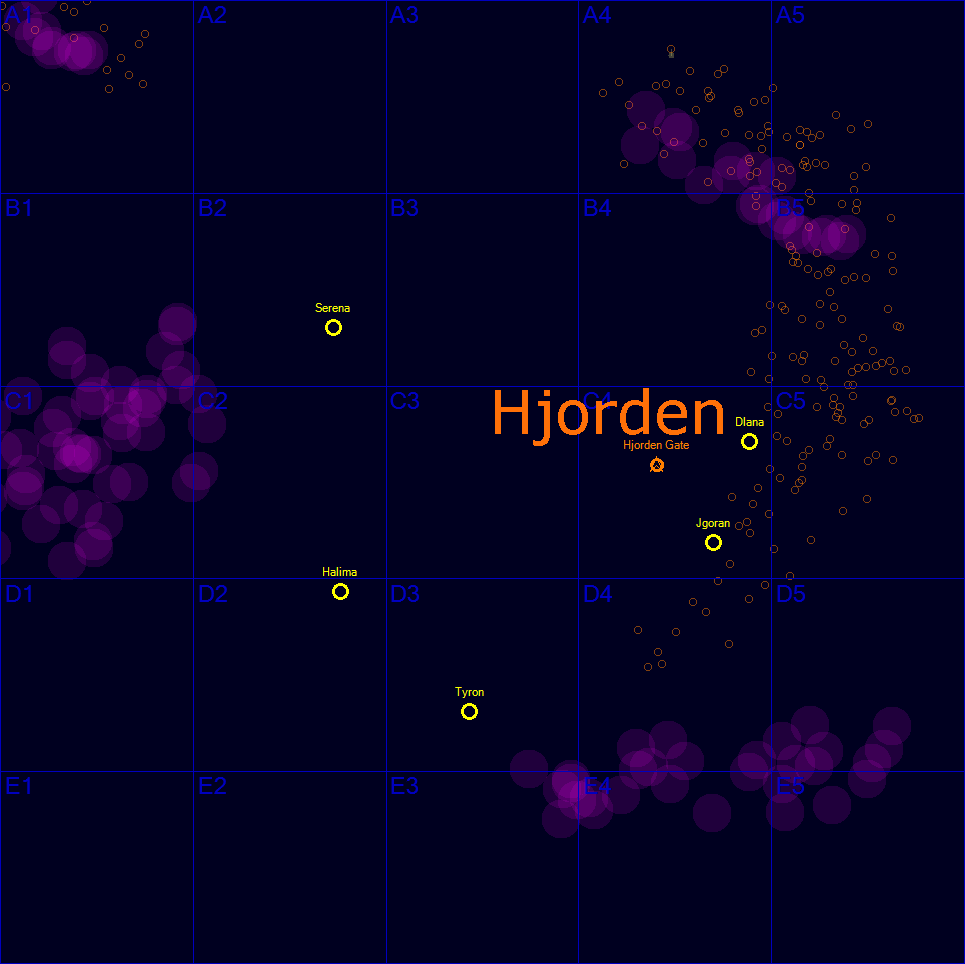 A1 A2 A3 A4 A5
B1 B2 B3 B4 B5
Serena
C1 C2 C3 C4 C5
Hjorden
Dlana
Hjorden Gate
Jgoran
Halima
D1 D2 D3 D4 D5
Tyron
E1 E2 E3 E4 E5